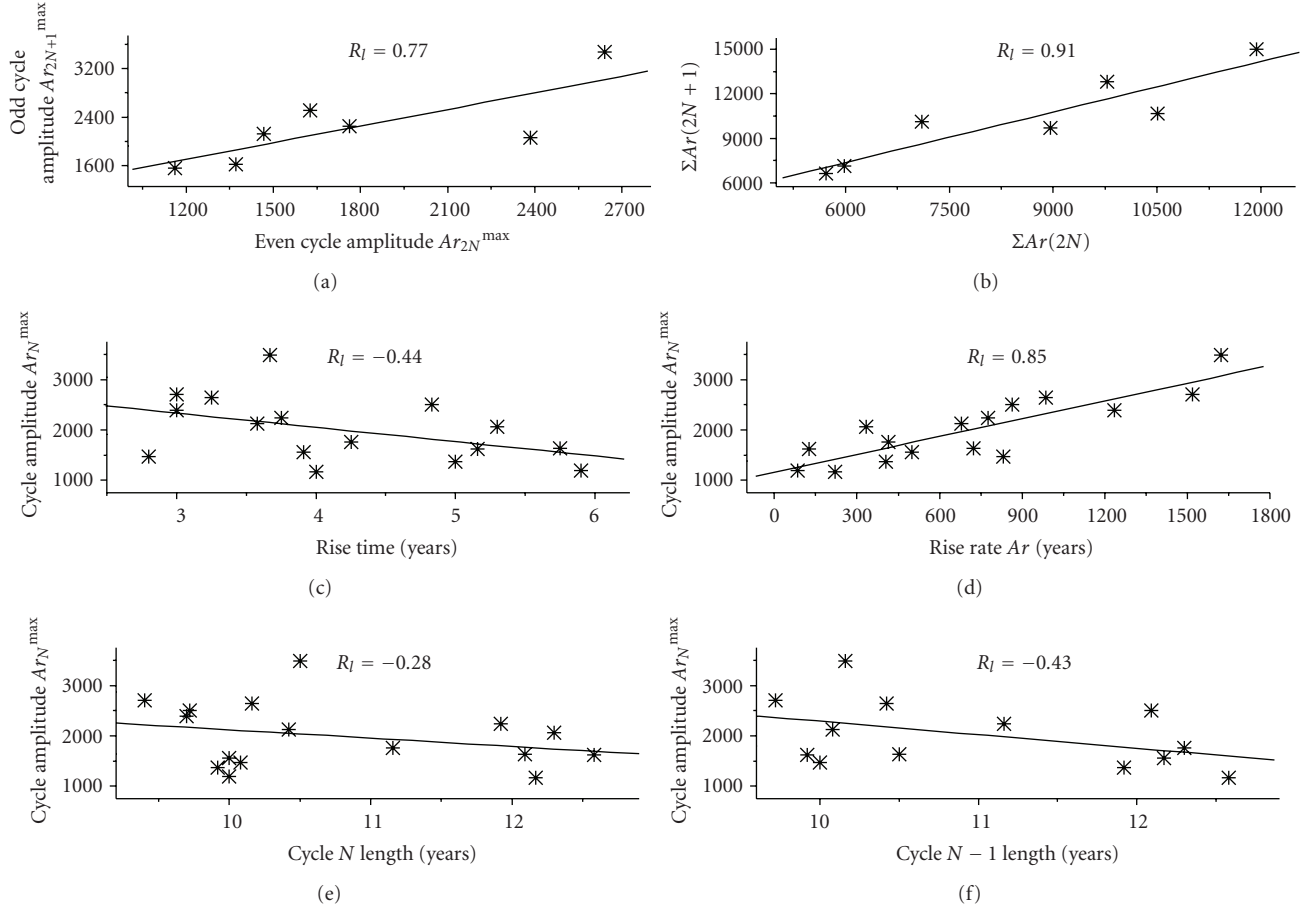 Odd cycle
amplitude Ar₂N₊₁ᵐᵃˣ
3200
2400
1600
R_l = 0.77
1200 1500 1800 2100 2400 2700
Even cycle amplitude Ar₂Nᵐᵃˣ
(a)
ΣAr(2N + 1)
15000
12000
9000
6000
R_l = 0.91
6000 7500 9000 10500 12000
ΣAr(2N)
(b)
Cycle amplitude Ar_Nᵐᵃˣ
3000
2000
1000
R_l = −0.44
3 4 5 6
Rise time (years)
(c)
Cycle amplitude Ar_Nᵐᵃˣ
3000
2000
1000
R_l = 0.85
0 300 600 900 1200 1500 1800
Rise rate Ar (years)
(d)
Cycle amplitude Ar_Nᵐᵃˣ
3000
2000
1000
R_l = −0.28
10 11 12
Cycle N length (years)
(e)
Cycle amplitude Ar_Nᵐᵃˣ
3000
2000
1000
R_l = −0.43
10 11 12
Cycle N − 1 length (years)
(f)